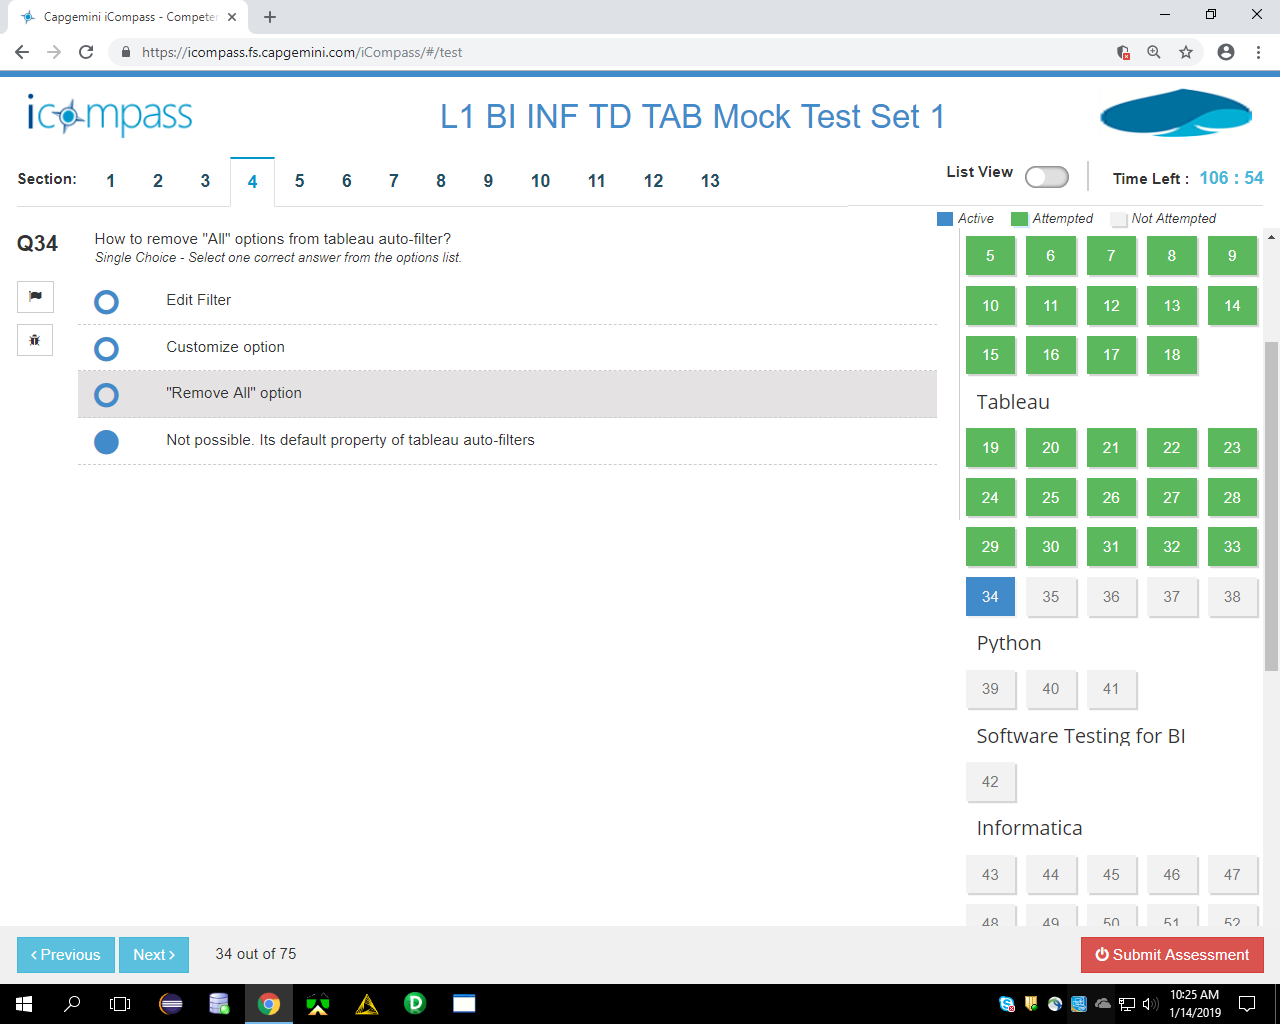 Capgemini iCompass - Competen
https://icompass.fs.capgemini.com/iCompass/#/test
icompass
L1 BI INF TD TAB Mock Test Set 1
Section: 1 2 3 4 5 6 7 8 9 10 11 12 13
List View
Time Left : 106 : 54
Active Attempted Not Attempted
Q34
How to remove "All" options from tableau auto-filter?
Single Choice - Select one correct answer from the options list.
Edit Filter
Customize option
"Remove All" option
Not possible. Its default property of tableau auto-filters
5 6 7 8 9
10 11 12 13 14
15 16 17 18
Tableau
19 20 21 22 23
24 25 26 27 28
29 30 31 32 33
34 35 36 37 38
Python
39 40 41
Software Testing for BI
42
Informatica
43 44 45 46 47
48 49 50 51 52
‹ Previous
Next ›
34 out of 75
Submit Assessment
10:25 AM
1/14/2019